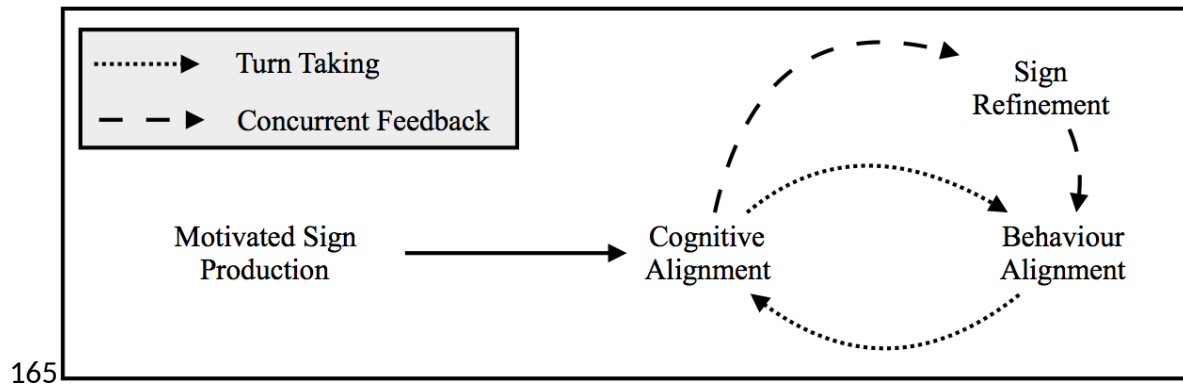 Turn Taking
Concurrent Feedback
Sign
Refinement
Motivated Sign
Production
Cognitive
Alignment
Behaviour
Alignment
165